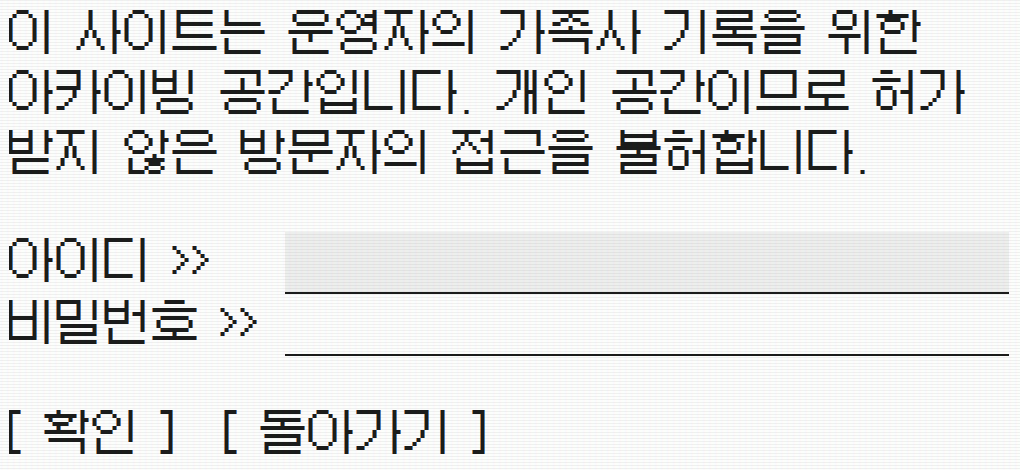 이 사이트는 운영자의 가족사 기록을 위한
아카이빙 공간입니다. 개인 공간이므로 허가
받지 않은 방문자의 접근을 불허합니다.
아이디 >>
비밀번호 >>
[ 확인 ] [ 돌아가기 ]